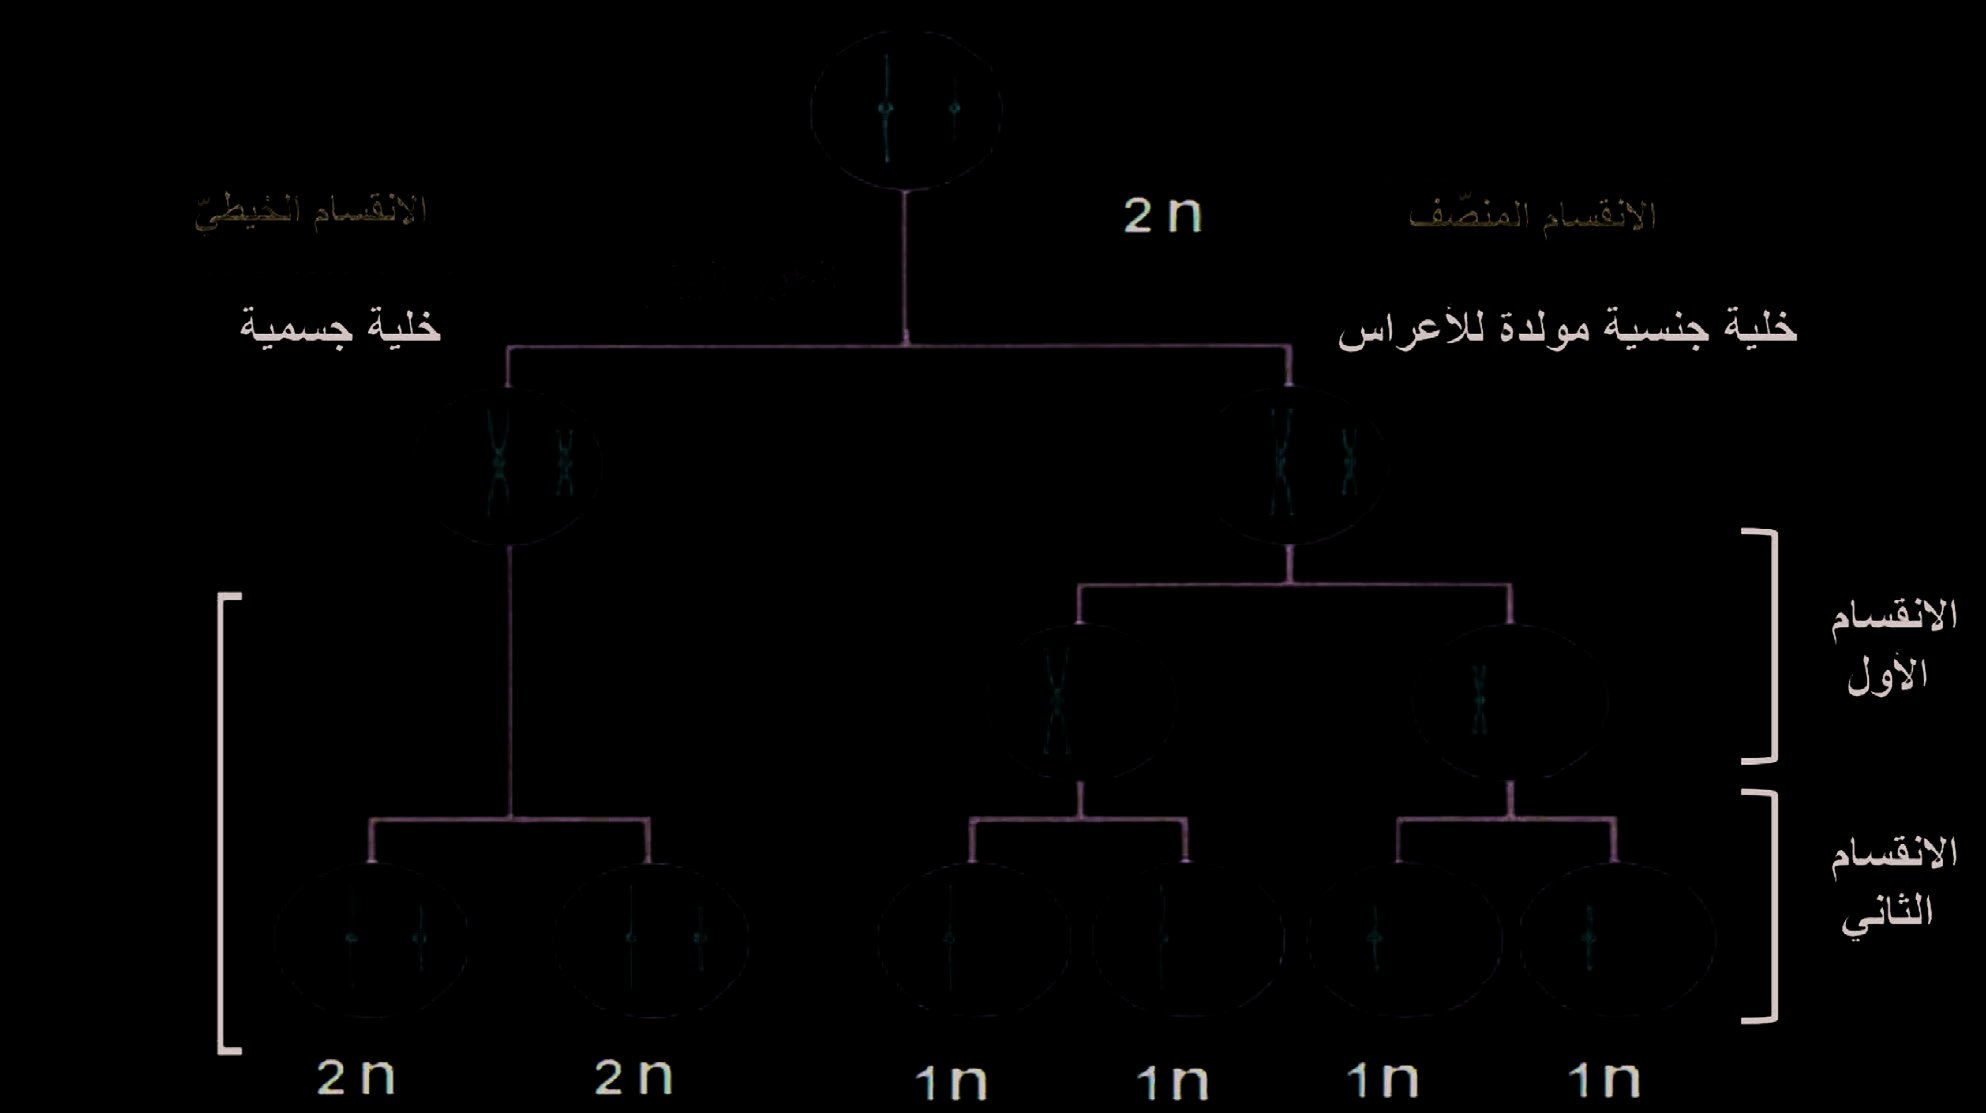 الانقسام المنصّف
2n
الانقسام الخيطيّ
خلية جنسية مولدة للأعراس
خلية جسمية
الانقسام
الأول
الانقسام
الثاني
2n 2n 1n 1n 1n 1n